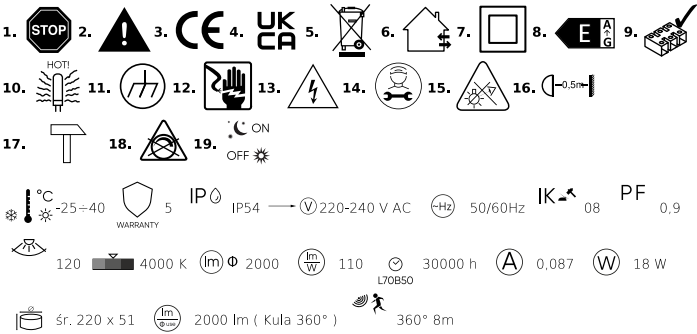 1. STOP 2. 3. CE 4. UK CA 5. 6. 7. 8. E A G 9.
10. HOT! 11. 12. 13. 14. 15. 16. 0,5m
17. 18. 19. ON
OFF
°C -25÷40 WARRANTY 5 IP IP54 V 220-240 V AC ~Hz 50/60Hz IK 08 PF 0,9
120 4000 K lm Φ 2000 lm/W 110 L70B50 30000 h A 0,087 W 18 W
Ø śr. 220 x 51 lm Φ use 2000 lm ( Kula 360° ) 360° 8m